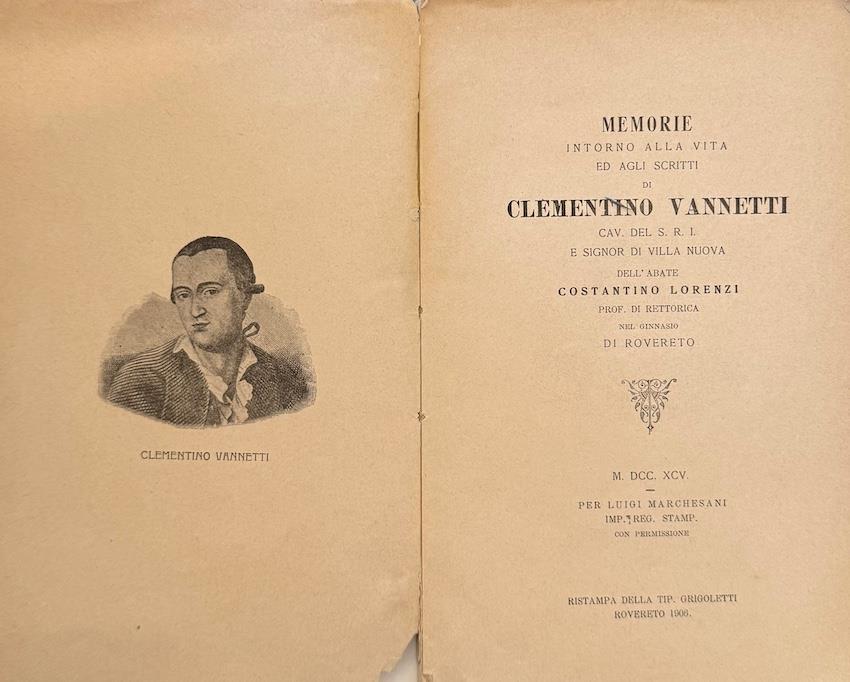 CLEMENTINO VANNETTI
MEMORIE
INTORNO ALLA VITA
ED AGLI SCRITTI
DI
CLEMENTINO VANNETTI
CAV. DEL S. R. I.
E SIGNOR DI VILLA NUOVA
DELL'ABATE
COSTANTINO LORENZI
PROF. DI RETTORICA
NEL GINNASIO
DI ROVERETO
M. DCC. XCV.
PER LUIGI MARCHESANI
IMP. REG. STAMP.
CON PERMISSIONE
RISTAMPA DELLA TIP. GRIGOLETTI
ROVERETO 1906.